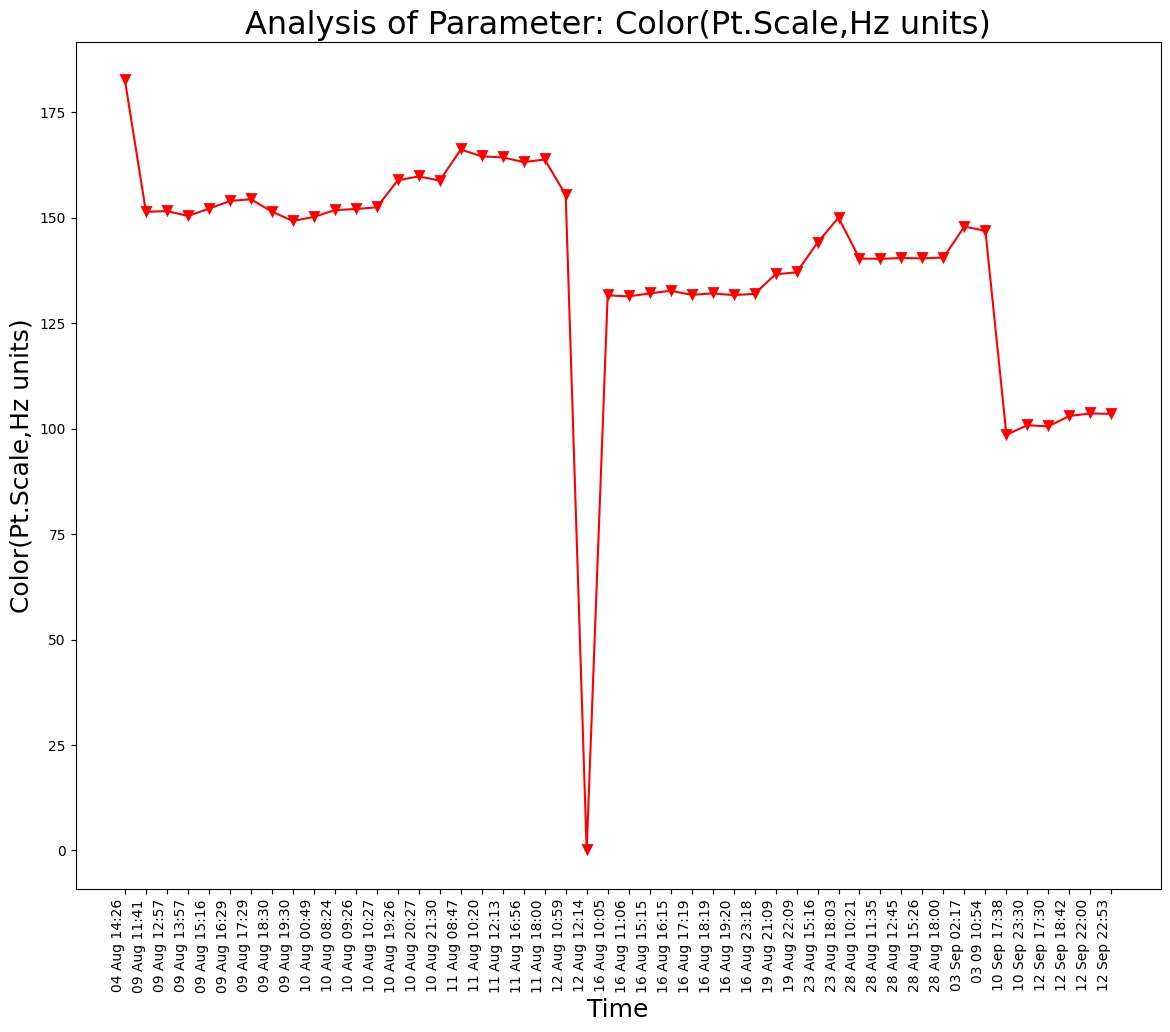 Analysis of Parameter: Color(Pt.Scale,Hz units)
Color(Pt.Scale,Hz units)
175
150
125
100
75
50
25
0
04 Aug 14:26
09 Aug 11:41
09 Aug 12:57
09 Aug 13:57
09 Aug 15:16
09 Aug 16:29
09 Aug 17:29
09 Aug 18:30
09 Aug 19:30
10 Aug 00:49
10 Aug 08:24
10 Aug 09:26
10 Aug 10:27
10 Aug 19:26
10 Aug 20:27
10 Aug 21:30
11 Aug 08:47
11 Aug 10:20
11 Aug 12:13
11 Aug 16:56
11 Aug 18:00
12 Aug 10:59
12 Aug 12:14
16 Aug 10:05
16 Aug 11:06
16 Aug 15:15
16 Aug 16:15
16 Aug 17:19
16 Aug 18:19
16 Aug 19:20
16 Aug 23:18
19 Aug 21:09
19 Aug 22:09
23 Aug 15:16
23 Aug 18:03
28 Aug 10:21
28 Aug 11:35
28 Aug 12:45
28 Aug 15:26
28 Aug 18:00
03 Sep 02:17
03 09 10:54
10 Sep 17:38
10 Sep 23:30
12 Sep 17:30
12 Sep 18:42
12 Sep 22:00
12 Sep 22:53
Time